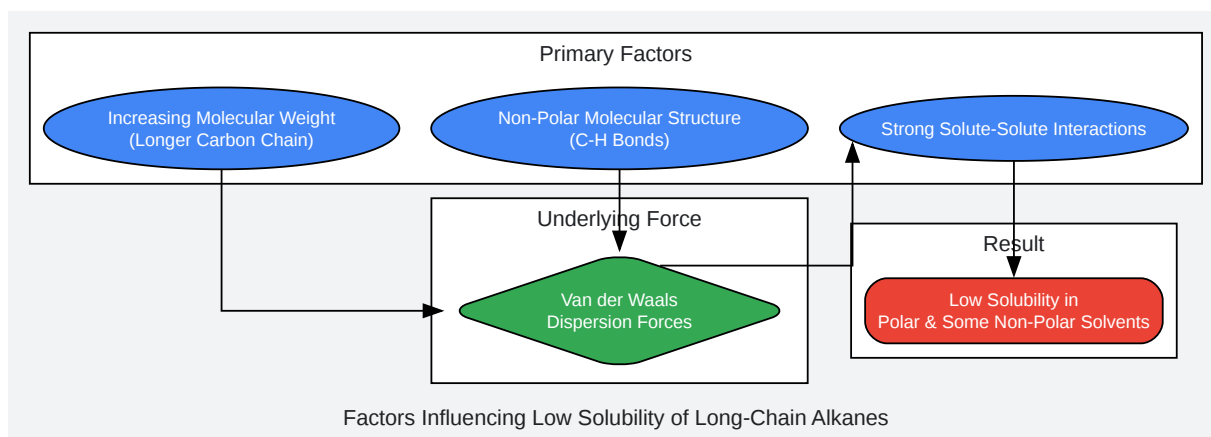 Primary Factors
Increasing Molecular Weight
(Longer Carbon Chain)
Non-Polar Molecular Structure
(C-H Bonds)
Strong Solute-Solute Interactions
Underlying Force
Van der Waals
Dispersion Forces
Result
Low Solubility in
Polar & Some Non-Polar Solvents
Factors Influencing Low Solubility of Long-Chain Alkanes